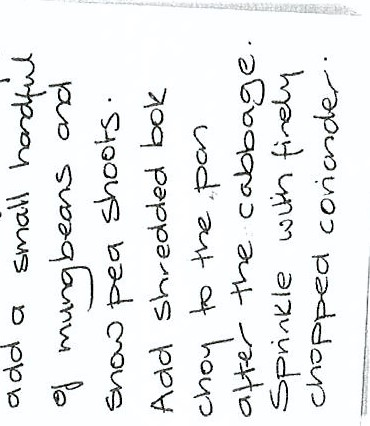 add a small handful
of mungbeans and
snow pea shoots.
Add shredded bok
choy to the pan
after the cabbage.
Sprinkle with finely
chopped coriander.